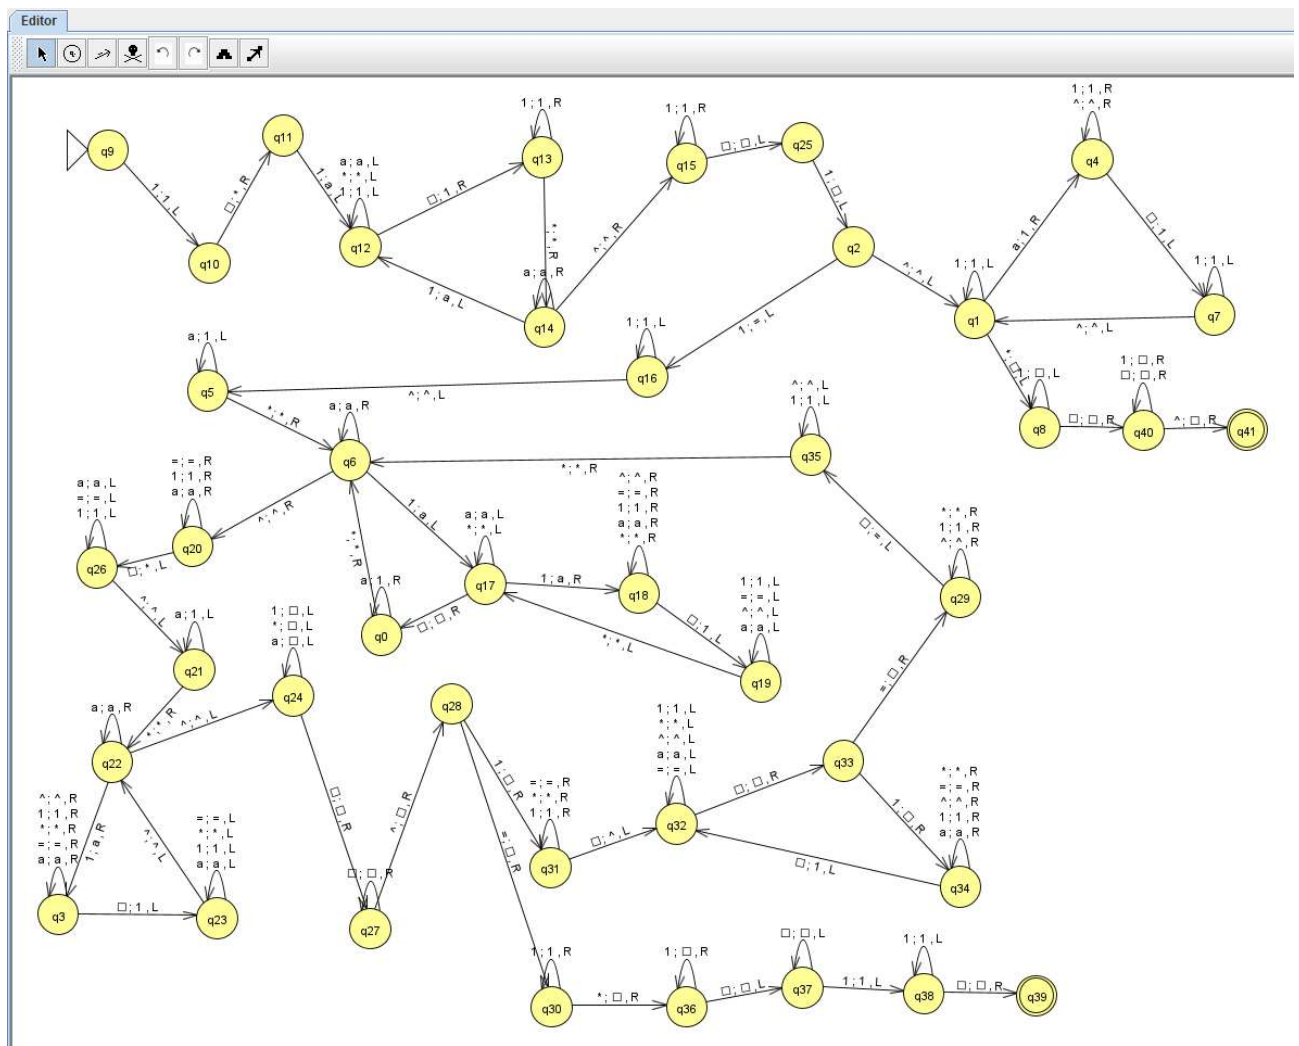 Editor
1 ; 1 , R
1 ; 1 , R
^ ; ^ , R
q4
q11
q13
1 ; 1 , R
q15
□ ; □ , L
q25
q9
1 ; 1 , L
□ ; * , R
q10
1 ; a , L
a ; a , L
* ; * , L
1 ; 1 , L
q12
□ ; 1 , R
* ; * , R
a ; a , R
q14
1 ; a , L
^ ; ^ , R
1 ; □ , L
q2
^ ; ^ , L
1 ; = , L
1 ; 1 , L
q1
a ; 1 , R
□ ; 1 , L
1 ; 1 , L
q7
^ ; ^ , L
* ; □ , L
1 ; □ , L
q8
□ ; □ , R
1 ; □ , R
□ ; □ , R
q40
^ ; □ , R
q41
1 ; 1 , L
q16
^ ; ^ , L
a ; 1 , L
q5
* ; * , R
a ; a , R
q6
^ ; ^ , R
1 ; a , L
* ; * , R
^ ; ^ , L
1 ; 1 , L
q35
* ; * , R
□ ; = , L
= ; = , R
1 ; 1 , R
a ; a , R
q20
□ ; * , L
a ; a , L
= ; = , L
1 ; 1 , L
q26
^ ; ^ , L
a ; 1 , R
q0
□ ; □ , R
a ; a , L
* ; * , L
q17
1 ; a , R
^ ; ^ , R
= ; = , R
1 ; 1 , R
a ; a , R
* ; * , R
q18
□ ; 1 , L
* ; * , L
1 ; 1 , L
= ; = , L
^ ; ^ , L
a ; a , L
q19
* ; * , R
1 ; 1 , R
^ ; ^ , R
q29
= ; □ , R
a ; 1 , L
q21
* ; * , R
1 ; □ , L
* ; □ , L
a ; □ , L
q24
^ ; ^ , L
a ; a , R
q22
1 ; a , R
^ ; ^ , L
^ ; ^ , R
1 ; 1 , R
* ; * , R
= ; = , R
a ; a , R
q3
□ ; 1 , L
= ; = , L
* ; * , L
1 ; 1 , L
a ; a , L
q23
□ ; □ , R
□ ; □ , R
q27
^ ; □ , R
q28
1 ; □ , R
= ; □ , R
= ; = , R
* ; * , R
1 ; 1 , R
q31
□ ; ^ , L
1 ; 1 , L
* ; * , L
^ ; ^ , L
a ; a , L
= ; = , L
q32
□ ; □ , R
q33
1 ; □ , R
□ ; 1 , L
* ; * , R
= ; = , R
^ ; ^ , R
1 ; 1 , R
a ; a , R
q34
1 ; 1 , R
q30
* ; □ , R
1 ; □ , R
q36
□ ; □ , L
□ ; □ , L
q37
1 ; 1 , L
1 ; 1 , L
q38
□ ; □ , R
q39